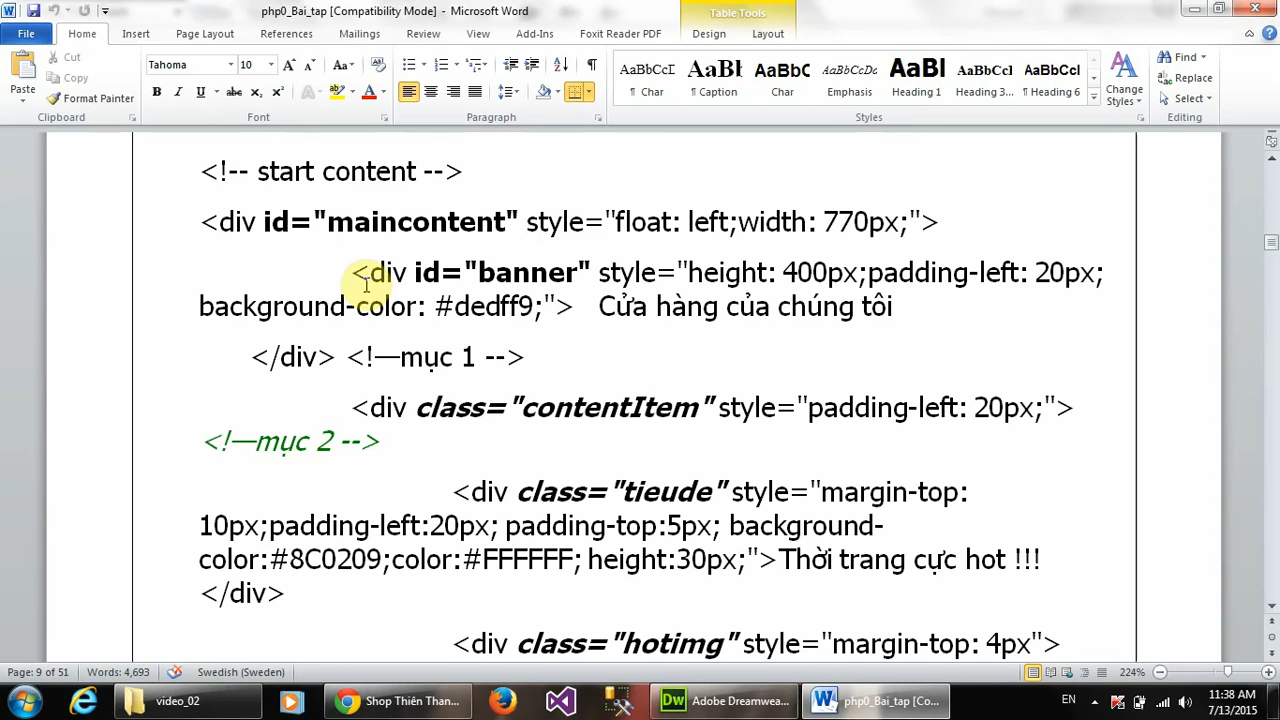 php0_Bai_tap [Compatibility Mode] - Microsoft Word
Table Tools
File Home Insert Page Layout References Mailings Review View Add-Ins Foxit Reader PDF Design Layout
Paste
Cut
Copy
Format Painter
Clipboard
Tahoma 10
Font
Paragraph
AaBbCcI AaBbC AaBbC AaBbCcDc AaBI AaBbCcI AaBbCc
¶ Char ¶ Caption Char Emphasis Heading 1 Heading 3... ¶ Heading 6
Change Styles
Styles
Find
Replace
Select
Editing
<!-- start content -->
<div id="maincontent" style="float: left;width: 770px;">
<div id="banner" style="height: 400px;padding-left: 20px;
background-color: #dedff9;"> Cửa hàng của chúng tôi
</div> <!—mục 1 -->
<div class="contentItem" style="padding-left: 20px;">
<!—mục 2 -->
<div class="tieude" style="margin-top:
10px;padding-left:20px; padding-top:5px; background-
color:#8C0209;color:#FFFFFF; height:30px;">Thời trang cực hot !!!
</div>
<div class="hotimg" style="margin-top: 4px">
Page: 9 of 51 Words: 4,693 Swedish (Sweden) 224%
video_02 Shop Thiên Than... Adobe Dreamwea... php0_Bai_tap [Co...
EN
11:38 AM
7/13/2015